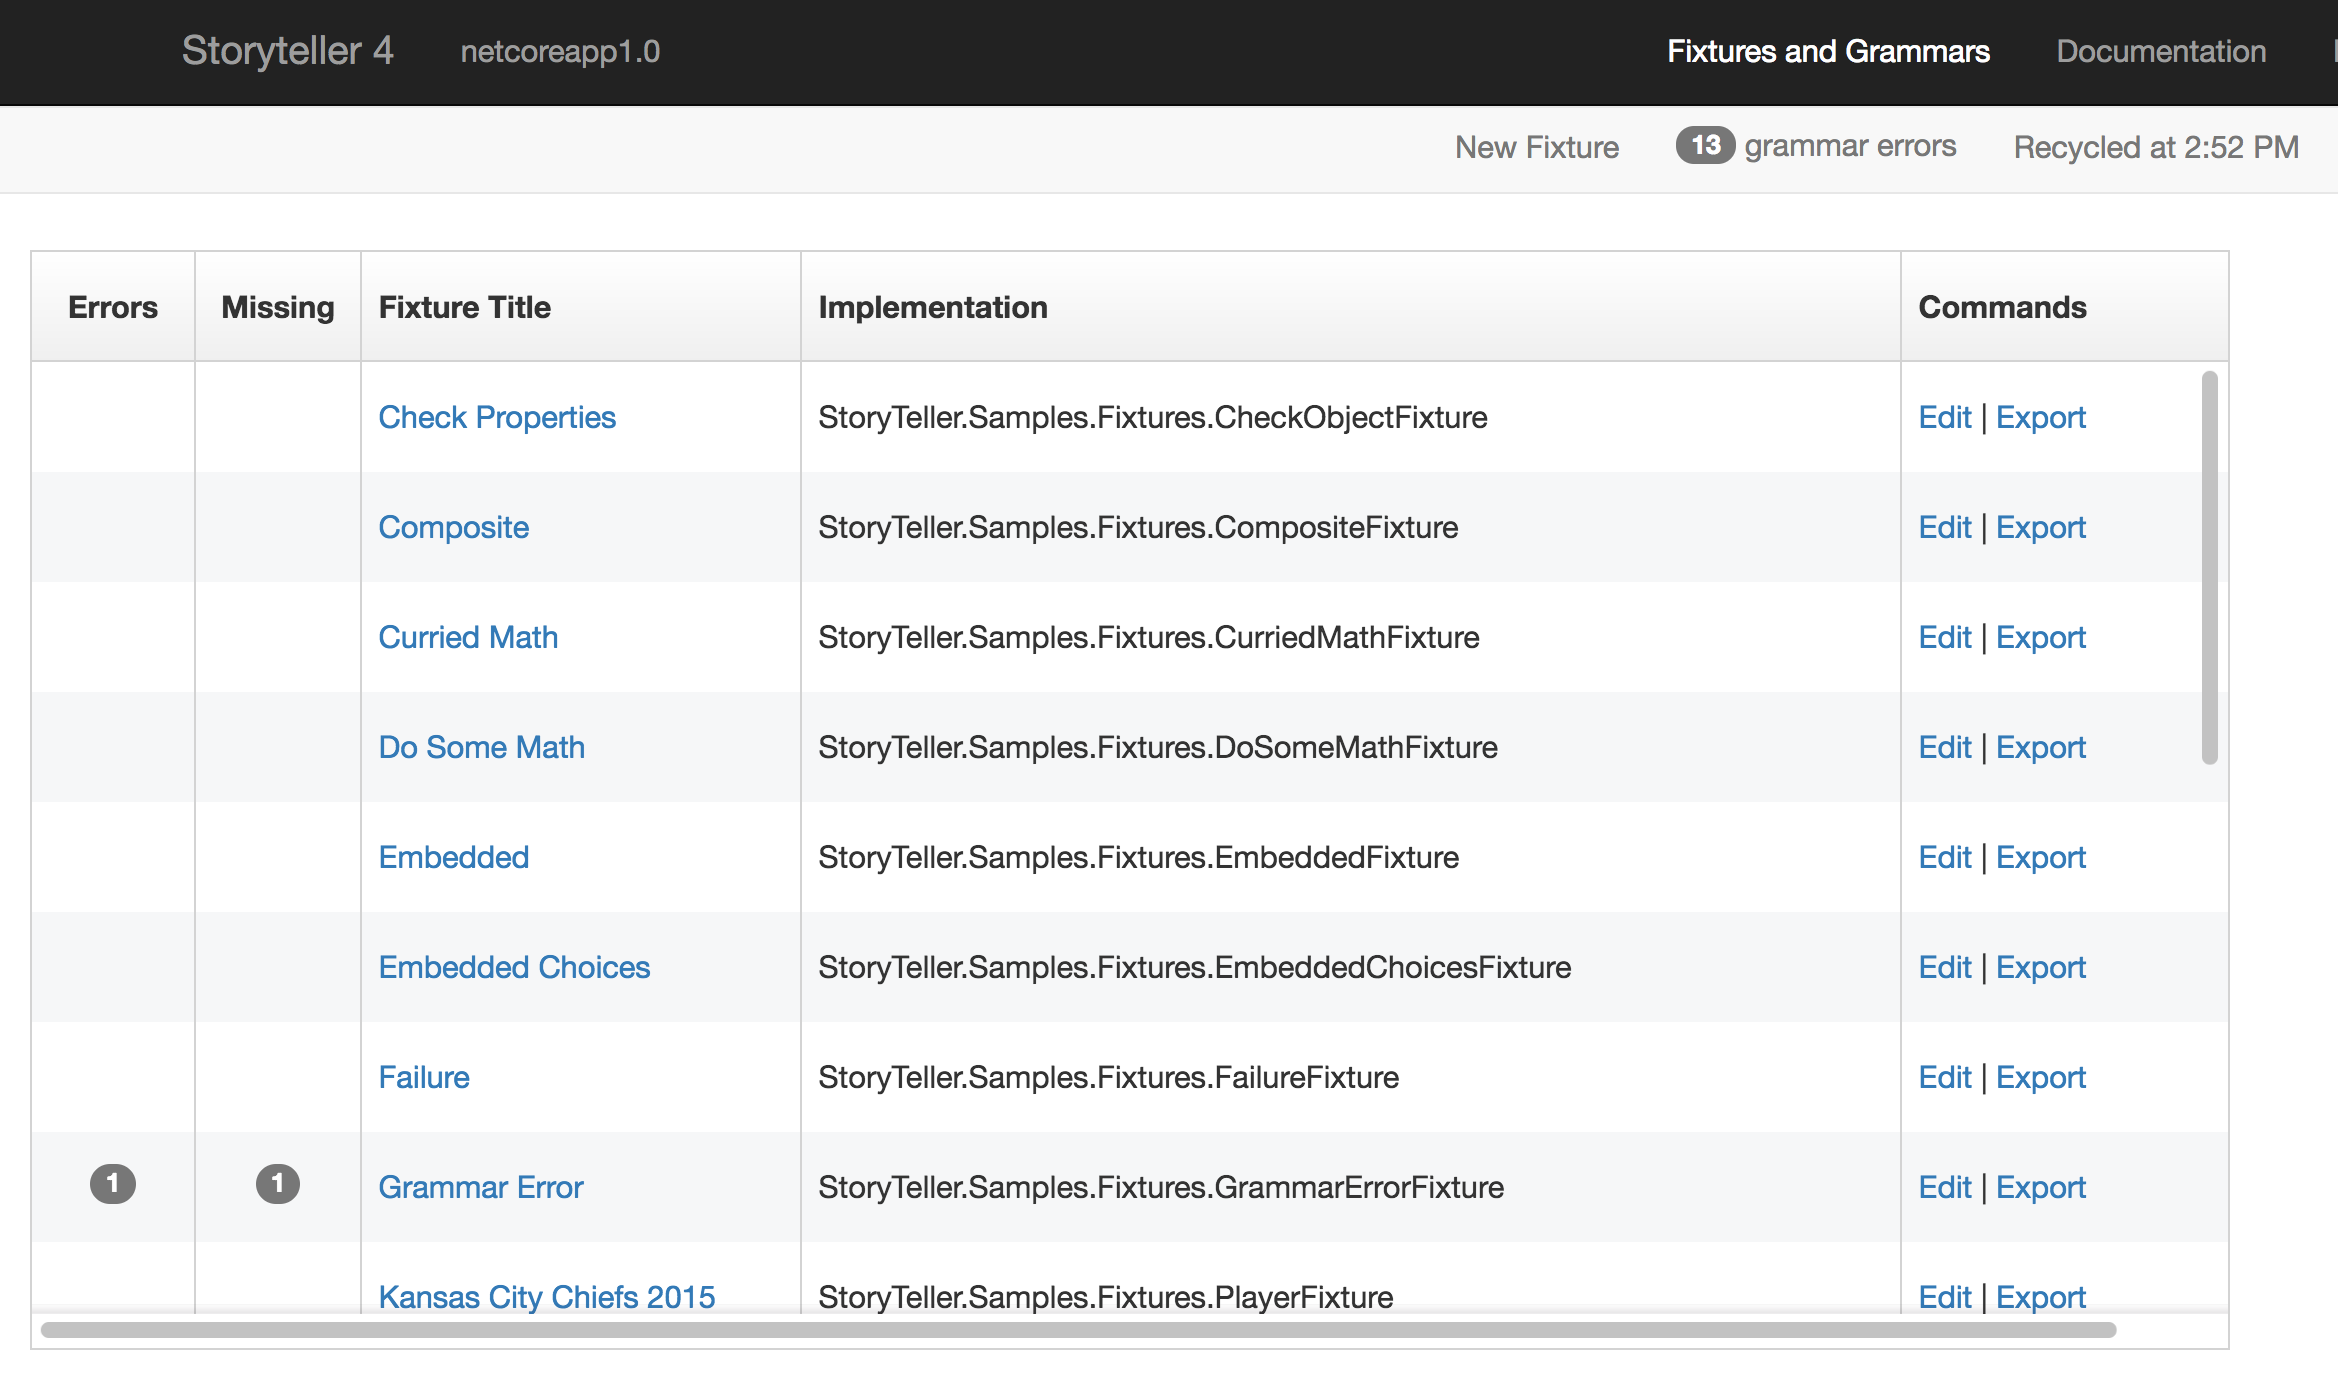 Storyteller 4 netcoreapp1.0 Fixtures and Grammars Documentation
New Fixture 13 grammar errors Recycled at 2:52 PM
Errors Missing Fixture Title Implementation Commands
Check Properties StoryTeller.Samples.Fixtures.CheckObjectFixture Edit | Export
Composite StoryTeller.Samples.Fixtures.CompositeFixture Edit | Export
Curried Math StoryTeller.Samples.Fixtures.CurriedMathFixture Edit | Export
Do Some Math StoryTeller.Samples.Fixtures.DoSomeMathFixture Edit | Export
Embedded StoryTeller.Samples.Fixtures.EmbeddedFixture Edit | Export
Embedded Choices StoryTeller.Samples.Fixtures.EmbeddedChoicesFixture Edit | Export
Failure StoryTeller.Samples.Fixtures.FailureFixture Edit | Export
1 1 Grammar Error StoryTeller.Samples.Fixtures.GrammarErrorFixture Edit | Export
Kansas City Chiefs 2015 StoryTeller.Samples.Fixtures.PlayerFixture Edit | Export